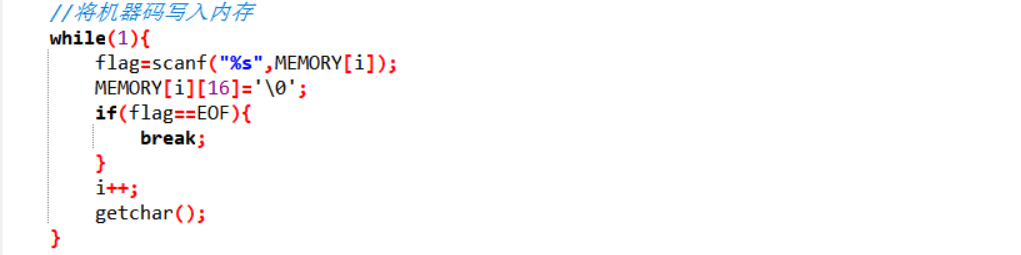 //将机器码写入内存
while(1){
flag=scanf("%s",MEMORY[i]);
MEMORY[i][16]='\0';
if(flag==EOF){
break;
}
i++;
getchar();
}